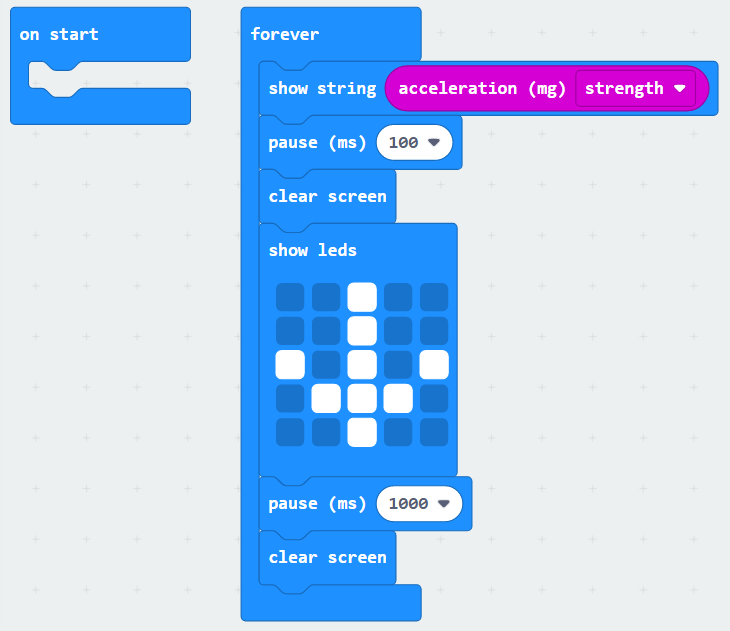 on start
forever
show string acceleration (mg) strength
pause (ms) 100
clear screen
show leds
pause (ms) 1000
clear screen